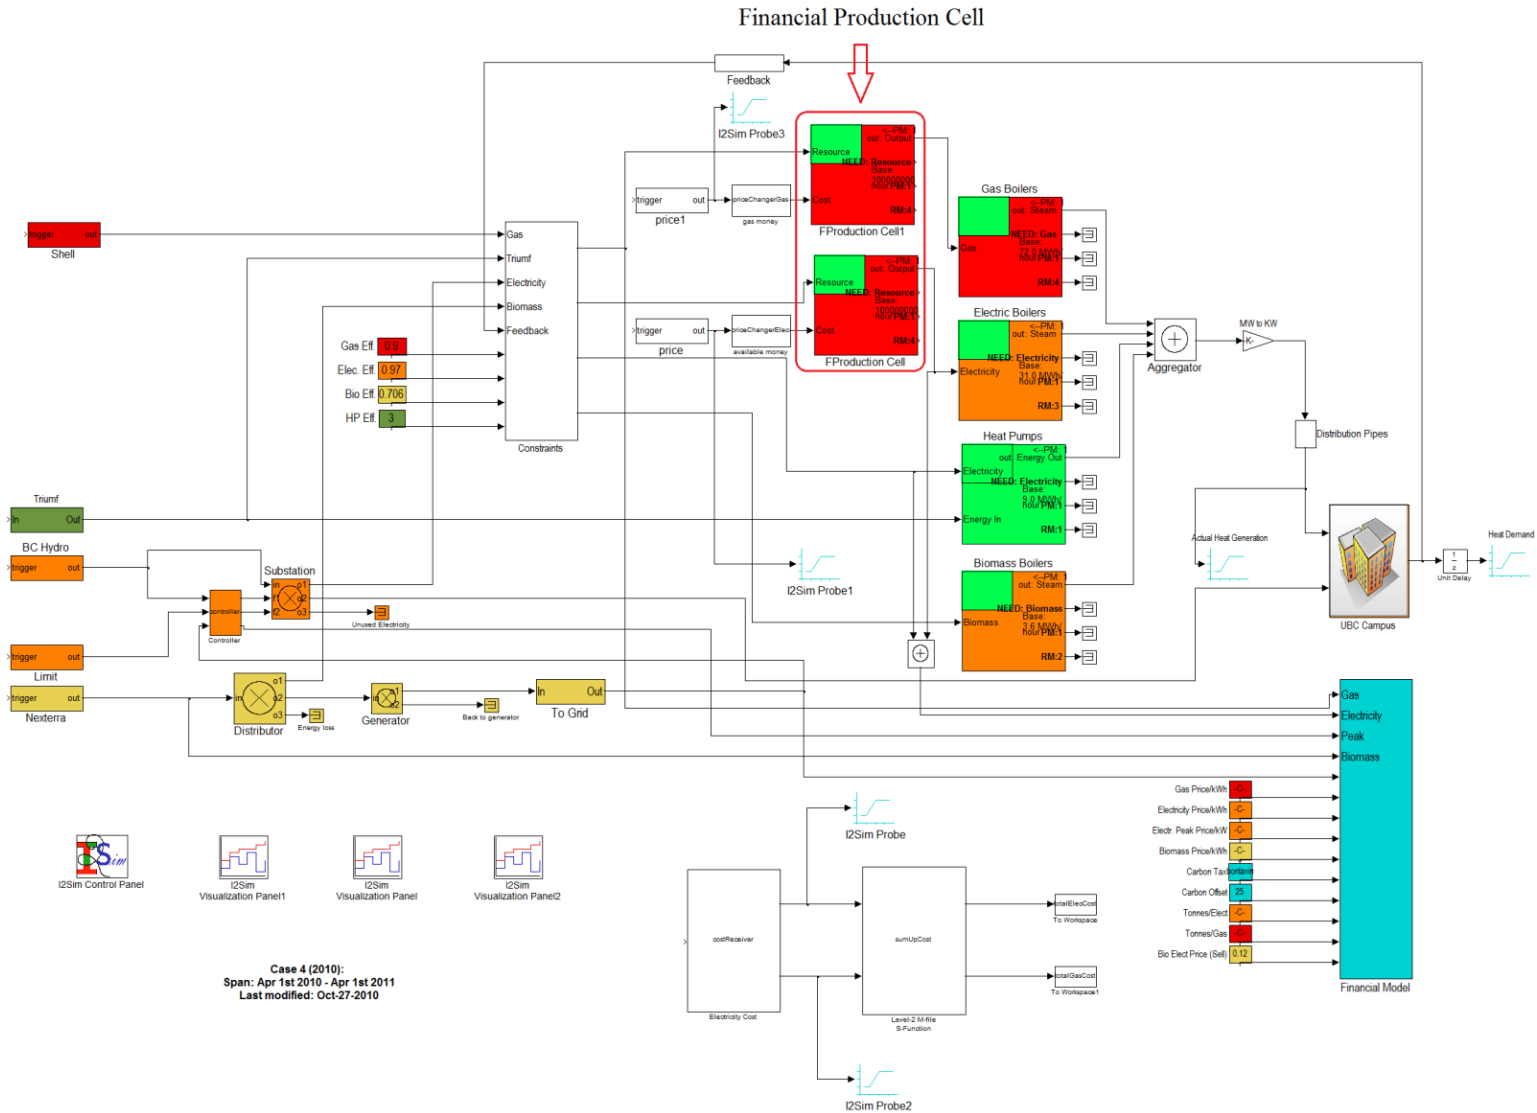 Financial Production Cell
Feedback
I2Sim Probe3
trigger out
price1
priceChangerGas
gas money
Resource
Cost
<--PM: 1
out: Output
NEED: Resource
Base:
100000000
hour PM:1
RM:4
FProduction Cell1
trigger out
price
priceChangerElec
available money
Resource
Cost
<--PM: 1
out: Output
NEED: Resource
Base:
100000000
hour PM:1
RM:4
FProduction Cell
trigger out
Shell
Gas
Triumf
Electricity
Biomass
Feedback
Constraints
Gas Eff. 0.9
Elec. Eff. 0.97
Bio Eff. 0.706
HP Eff. 3
Gas Boilers
Gas
<--PM: 1
out: Steam
NEED: Gas
Base:
72.0 MWh/
hour PM:1
RM:4
Electric Boilers
Electricity
<--PM: 1
out: Steam
NEED: Electricity
Base:
31.0 MWh/
hour PM:1
RM:3
Heat Pumps
Electricity
Energy In
<--PM: 1
out: Energy Out
NEED: Electricity
Base:
9.0 MWh/
hour PM:1
RM:1
Biomass Boilers
Biomass
<--PM: 1
out: Steam
NEED: Biomass
Base:
3.6 MWh/
hour PM:1
RM:2
Aggregator
MW to KW
-K-
Distribution Pipes
Actual Heat Generation
UBC Campus
1
z
Unit Delay
Heat Demand
Triumf
In Out
BC Hydro
out
Substation
in
f1
f2
o1
o2
o3
Unused Electricity
controller
Controller
trigger out
Limit
trigger out
Nexterra
in
o1
o2
o3
Distributor
Energy loss
in
o1
o2
Generator
Back to generator
In Out
To Grid
I2Sim Probe1
Gas
Electricity
Peak
Biomass
Financial Model
Gas Price/kWh -C-
Electricity Price/kWh -C-
Electr. Peak Price/kW -C-
Biomass Price/kWh -C-
Carbon Tax
Carbon Offset 25
Tonnes/Elect -C-
Tonnes/Gas -C-
Bio Elect Price (Sell) 0.12
I2Sim Control Panel
I2Sim
Visualization Panel1
I2Sim
Visualization Panel
I2Sim
Visualization Panel2
Case 4 (2010):
Span: Apr 1st 2010 - Apr 1st 2011
Last modified: Oct-27-2010
I2Sim Probe
costReceiver
Electricity Cost
sumUpCost
Level-2 M-file
S-Function
totalElecCost
To Workspace
totalGasCost
To Workspace1
I2Sim Probe2